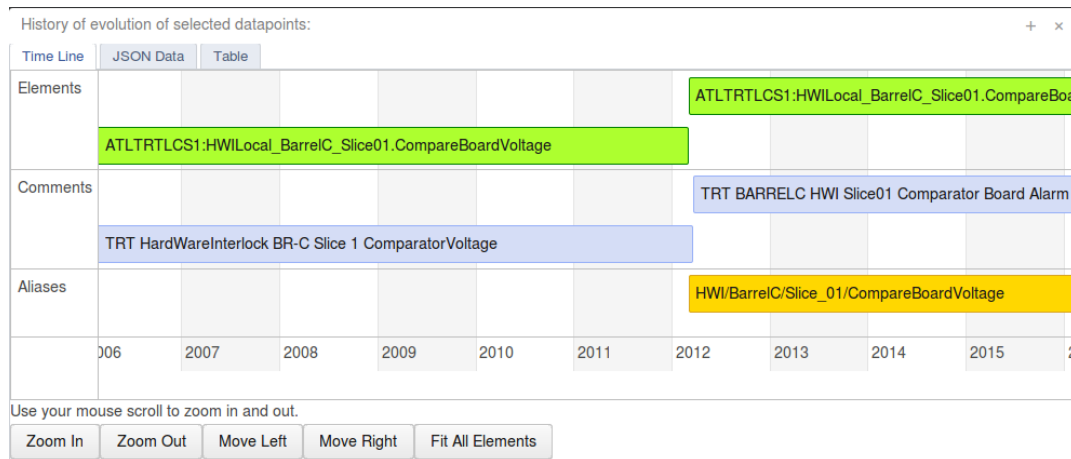 History of evolution of selected datapoints: + ×
Time Line JSON Data Table
Elements
ATLTRTLCS1:HWILocal_BarrelC_Slice01.CompareBoa
ATLTRTLCS1:HWILocal_BarrelC_Slice01.CompareBoardVoltage
Comments
TRT BARRELC HWI Slice01 Comparator Board Alarm
TRT HardWareInterlock BR-C Slice 1 ComparatorVoltage
Aliases
HWI/BarrelC/Slice_01/CompareBoardVoltage
006 2007 2008 2009 2010 2011 2012 2013 2014 2015
Use your mouse scroll to zoom in and out.
Zoom In Zoom Out Move Left Move Right Fit All Elements